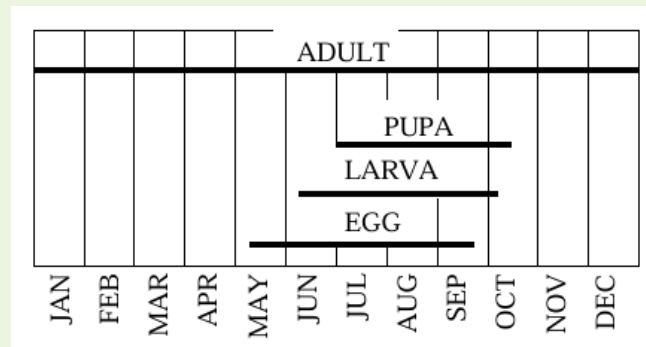 ADULT
PUPA
LARVA
EGG
JAN FEB MAR APR MAY JUN JUL AUG SEP OCT NOV DEC